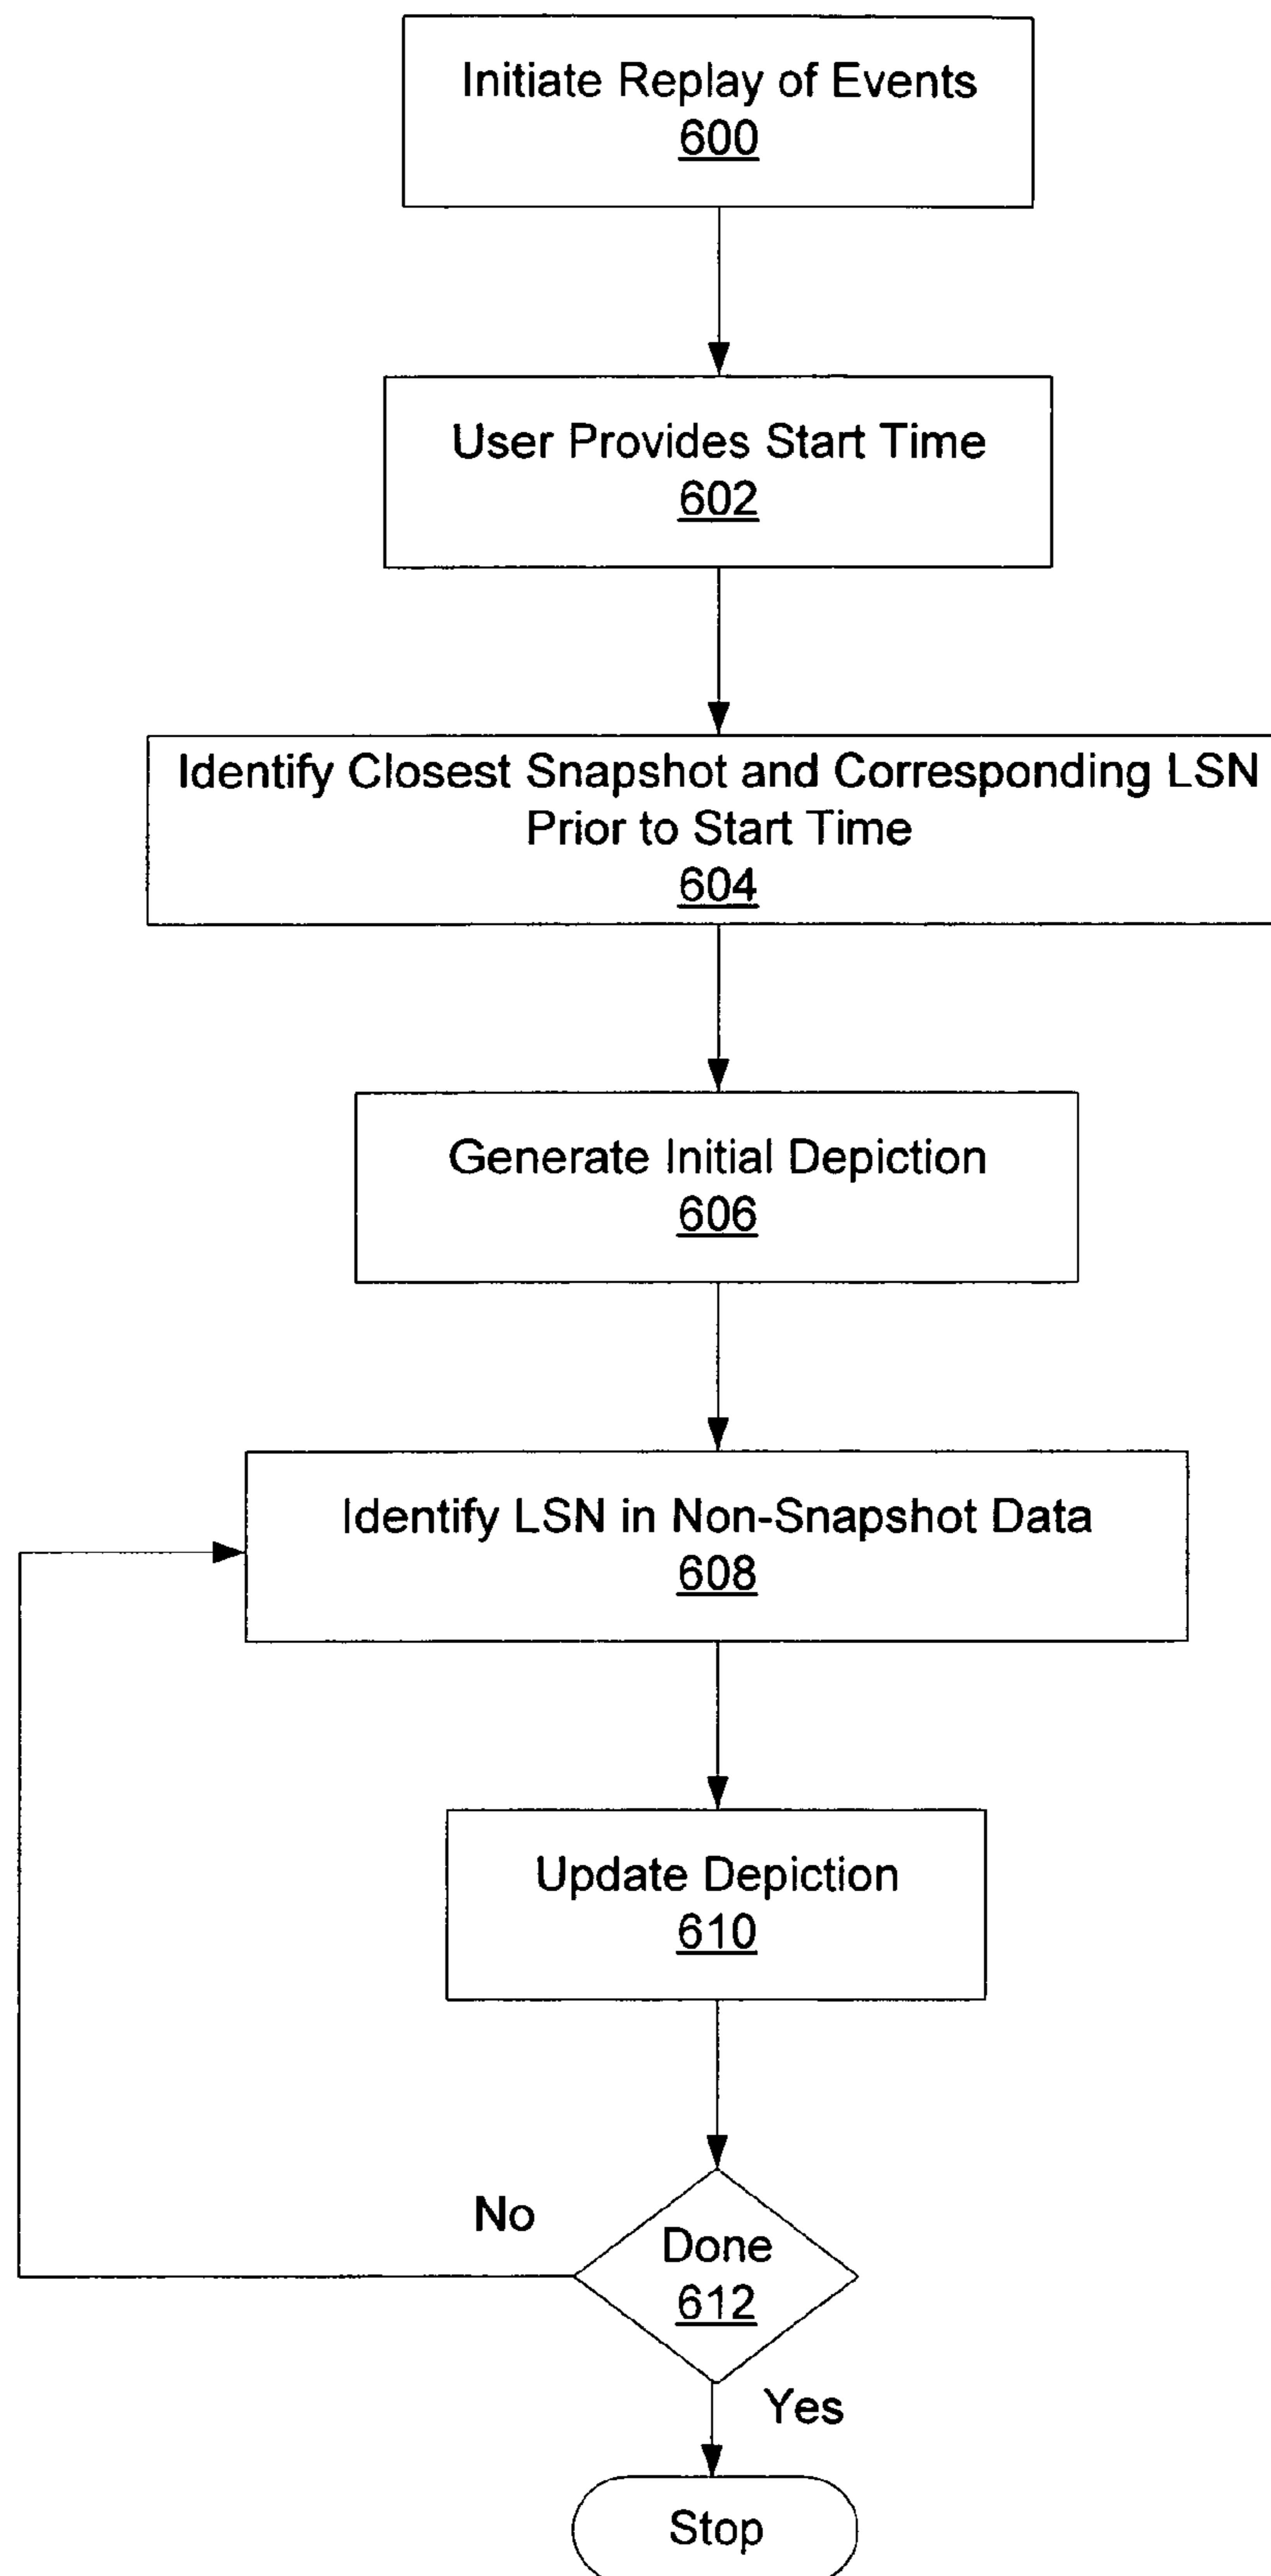 Initiate Replay of Events
600
User Provides Start Time
602
Identify Closest Snapshot and Corresponding LSN
Prior to Start Time
604
Generate Initial Depiction
606
Identify LSN in Non-Snapshot Data
608
Update Depiction
610
No
Done
612
Yes
Stop